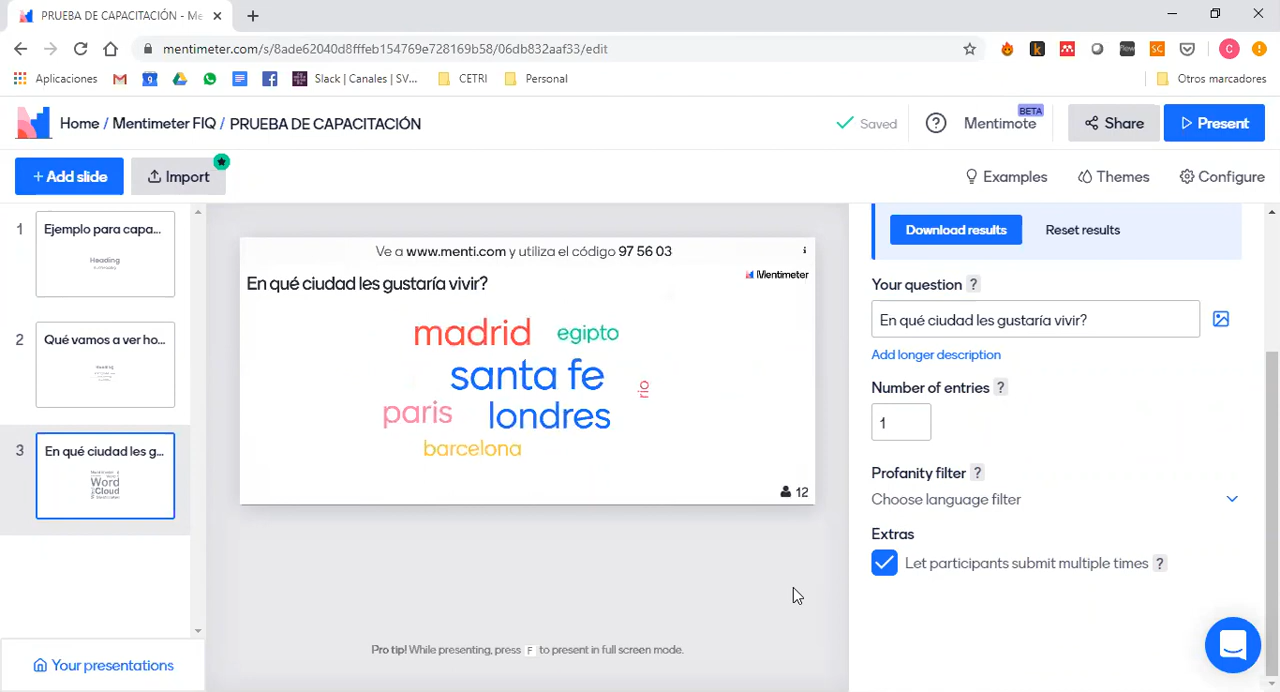 PRUEBA DE CAPACITACIÓN - Me
mentimeter.com/s/8ade62040d8fffeb154769e728169b58/06db832aaf33/edit
Aplicaciones
Slack | Canales | SV...
CETRI
Personal
Otros marcadores
Home / Mentimeter FIQ / PRUEBA DE CAPACITACIÓN
Saved
?
Mentimote
BETA
Share
Present
+ Add slide
Import
Examples
Themes
Configure
1
Ejemplo para capa...
Heading
2
Qué vamos a ver ho...
Heading
3
En qué ciudad les g...
Word
Cloud
Your presentations
Ve a www.menti.com y utiliza el código 97 56 03
i
En qué ciudad les gustaría vivir?
Mentimeter
madrid
egipto
santa fe
rio
paris
londres
barcelona
12
Pro tip! While presenting, press F to present in full screen mode.
Download results
Reset results
Your question ?
En qué ciudad les gustaría vivir?
Add longer description
Number of entries ?
1
Profanity filter ?
Choose language filter
Extras
Let participants submit multiple times ?